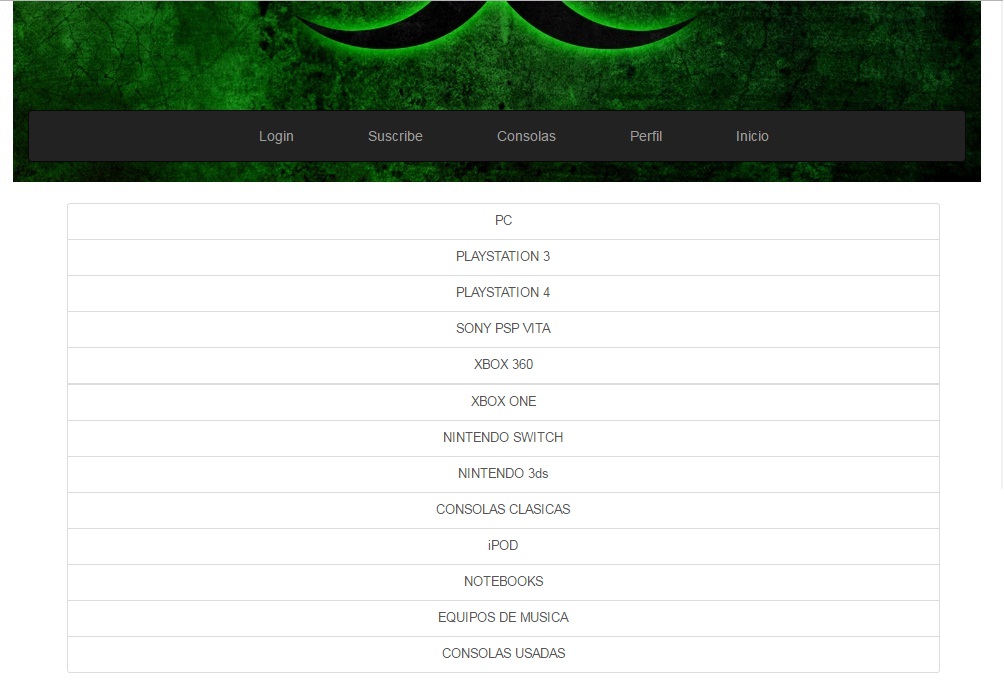 Login Suscribe Consolas Perfil Inicio
PC
PLAYSTATION 3
PLAYSTATION 4
SONY PSP VITA
XBOX 360
XBOX ONE
NINTENDO SWITCH
NINTENDO 3ds
CONSOLAS CLASICAS
iPOD
NOTEBOOKS
EQUIPOS DE MUSICA
CONSOLAS USADAS